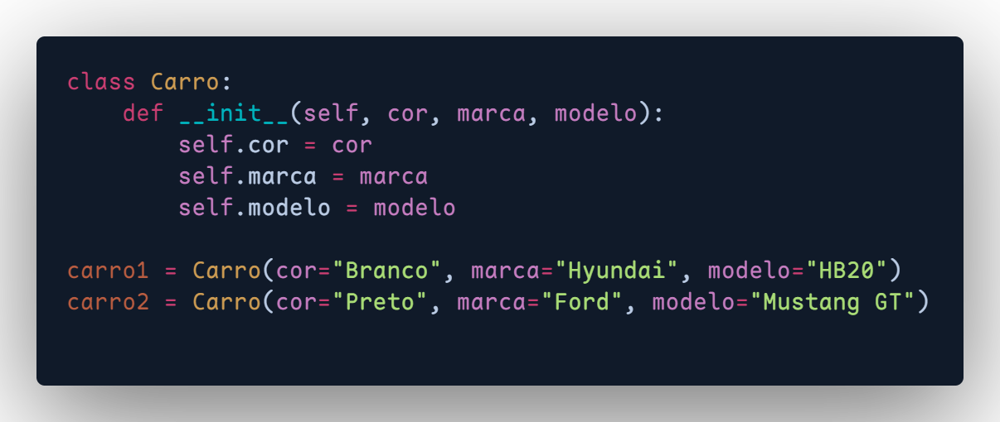 class Carro:
    def __init__(self, cor, marca, modelo):
        self.cor = cor
        self.marca = marca
        self.modelo = modelo

carro1 = Carro(cor="Branco", marca="Hyundai", modelo="HB20")
carro2 = Carro(cor="Preto", marca="Ford", modelo="Mustang GT")